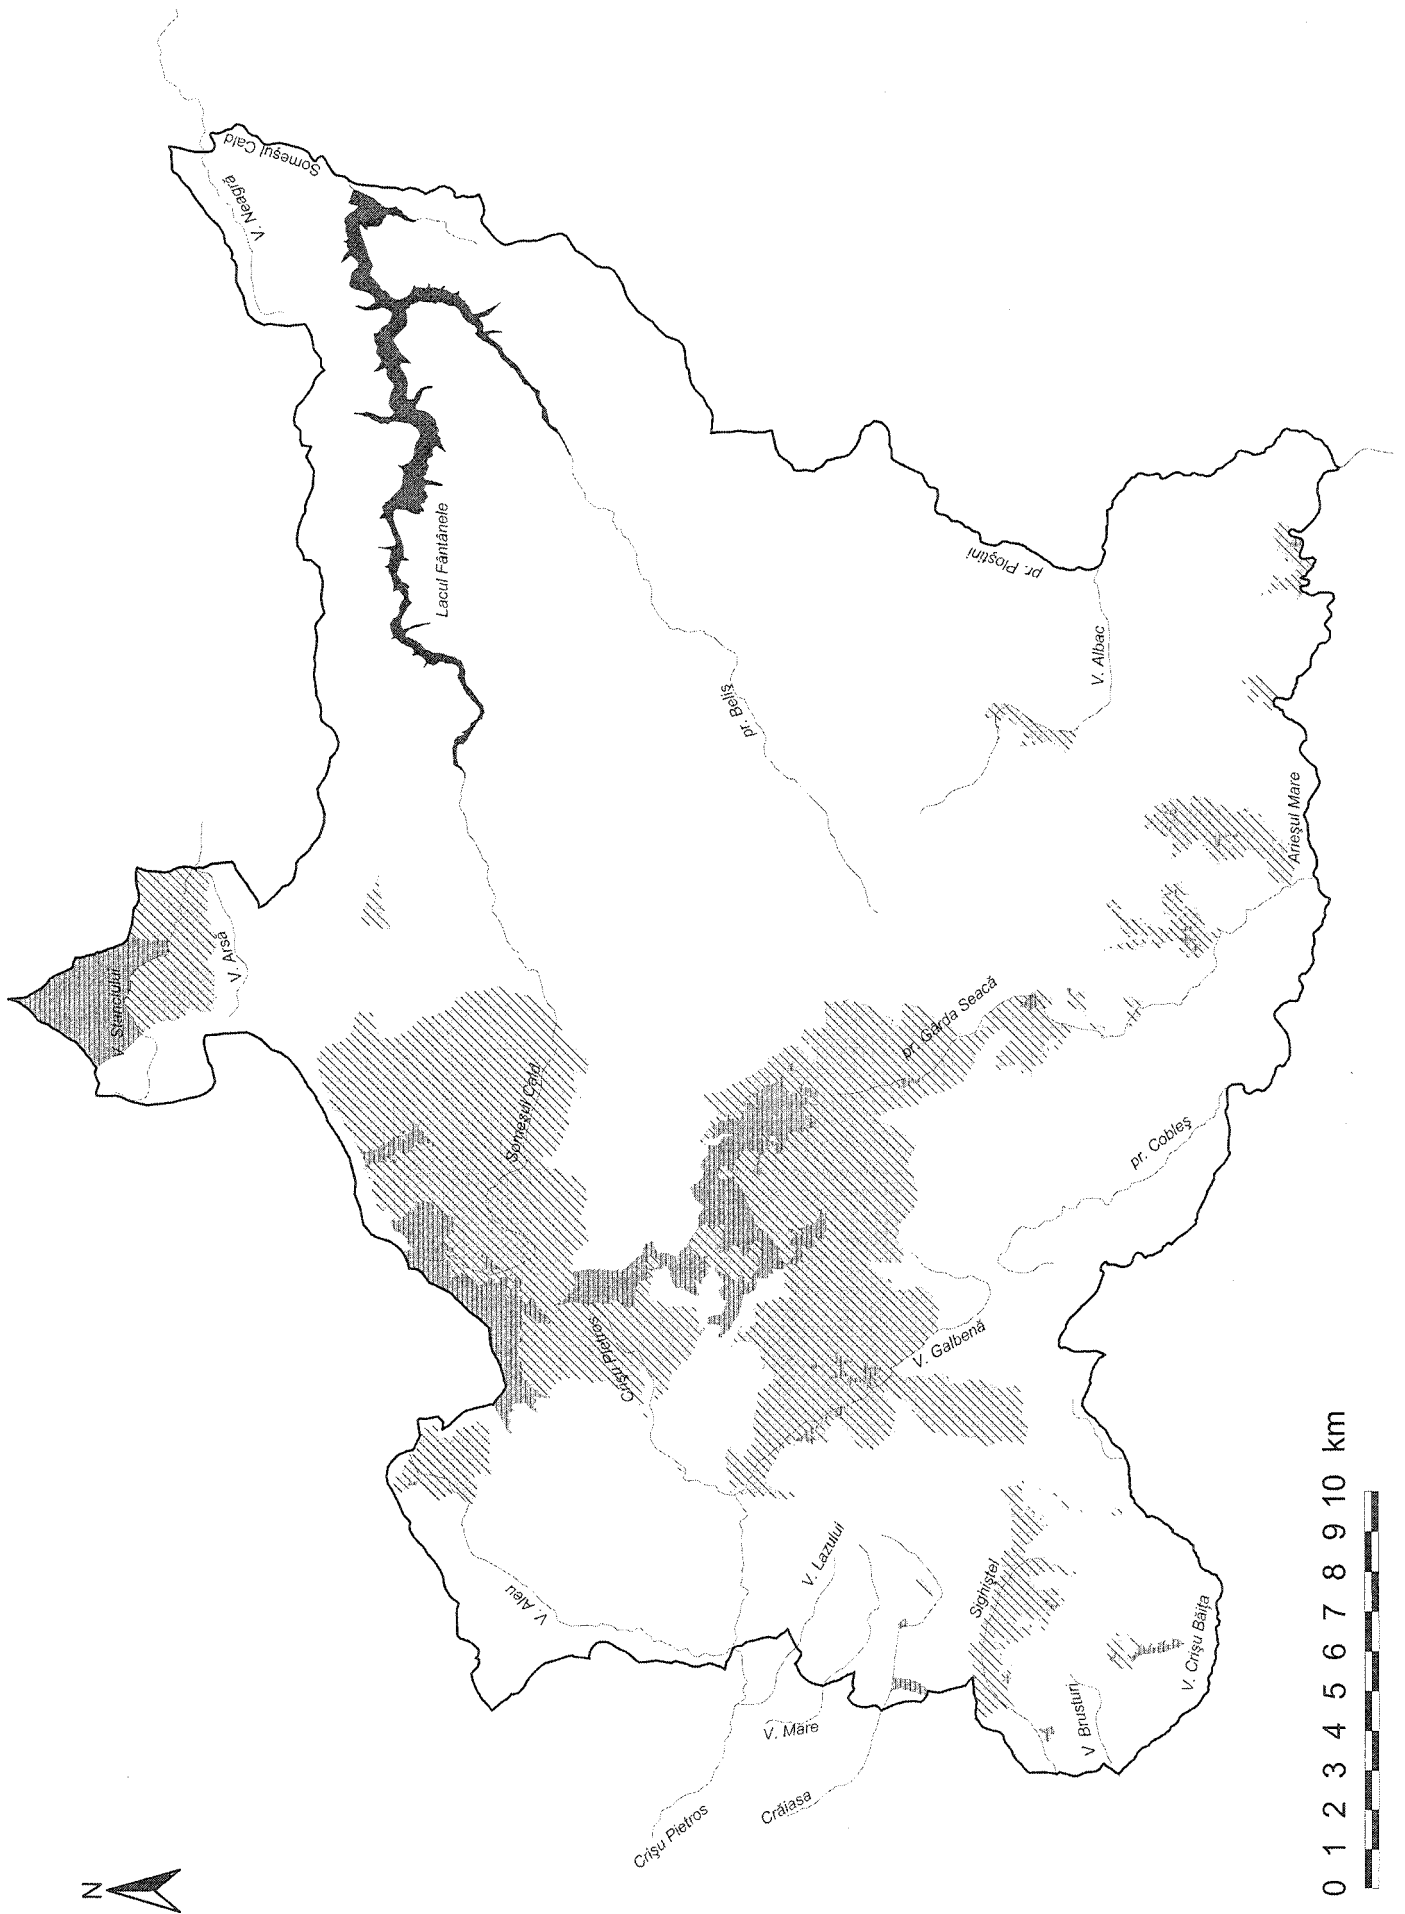 N
Someşul Cald
V. Neagră
Lacul Fântânele
V. Arsă
pr. Beliş
pr. Ploştini
V. Albac
Someşul Cald
Arieşul Mare
pr. Gârda Seacă
pr. Cobleş
Crişu Pietros
V. Galbenă
V. Aleu
V. Lazului
Sighiştel
V. Crişu Băiţa
V. Brusturi
V. Mare
Crăiasa
Crişu Pietros
0 1 2 3 4 5 6 7 8 9 10 km